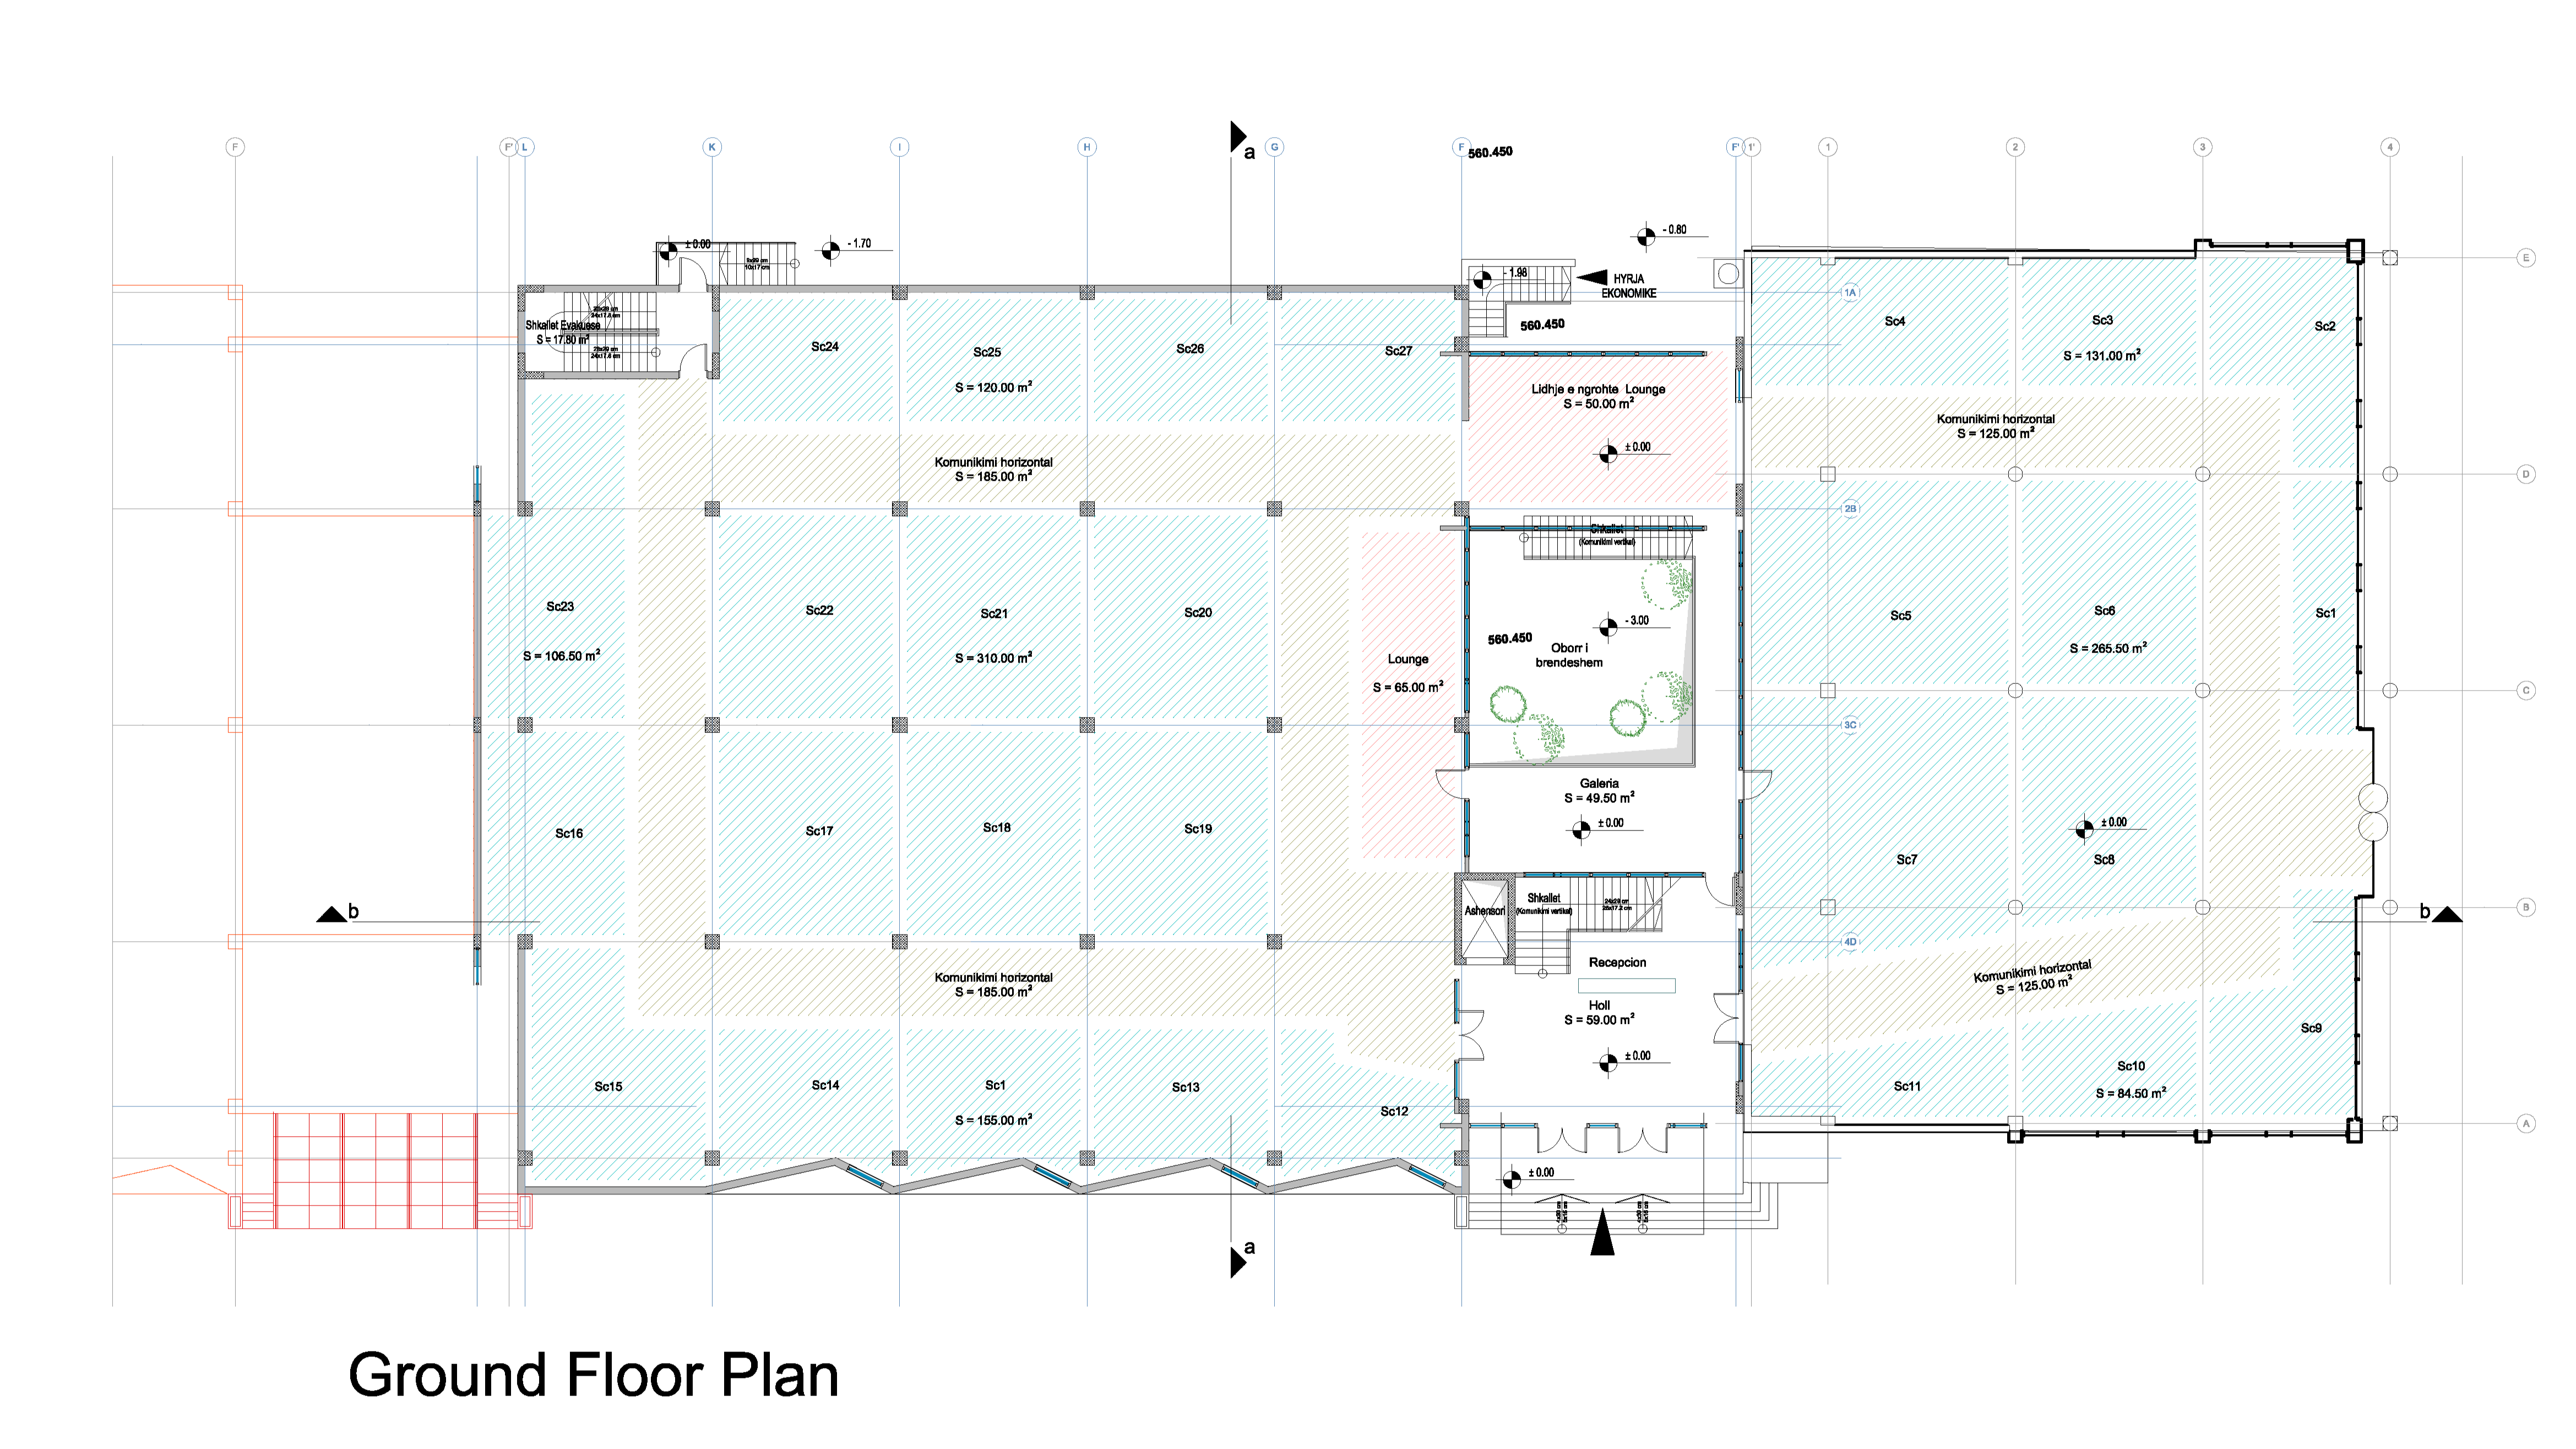 a
F
F'
L
K
I
H
G
F
560.450
F'
1'
1
2
3
4
± 0.00
- 1.70
- 0.80
- 1.98
HYRJA
EKONOMIKE
E
1A
560.450
Shkallet Evakuese
S = 17.80 m²
Sc24
Sc25
S = 120.00 m²
Sc26
Sc27
Sc4
Sc3
S = 131.00 m²
Sc2
Lidhje e ngrohte Lounge
S = 50.00 m²
± 0.00
Komunikimi horizontal
S = 125.00 m²
Komunikimi horizontal
S = 185.00 m²
D
2B
Shkallet
(Komunikimi vertikal)
Sc23
S = 106.50 m²
Sc22
Sc21
S = 310.00 m²
Sc20
Lounge
S = 65.00 m²
- 3.00
560.450
Oborr i
brendeshem
Sc5
Sc6
S = 265.50 m²
Sc1
C
3C
Galeria
S = 49.50 m²
± 0.00
Sc16
Sc17
Sc18
Sc19
Sc7
± 0.00
Sc8
Ashensori
Shkallet
(Komunikimi vertikal)
b
b
B
4D
Recepcion
Holl
S = 59.00 m²
± 0.00
Komunikimi horizontal
S = 185.00 m²
Komunikimi horizontal
S = 125.00 m²
Sc9
Sc15
Sc14
Sc1
S = 155.00 m²
Sc13
Sc12
Sc11
Sc10
S = 84.50 m²
A
± 0.00
a
Ground Floor Plan